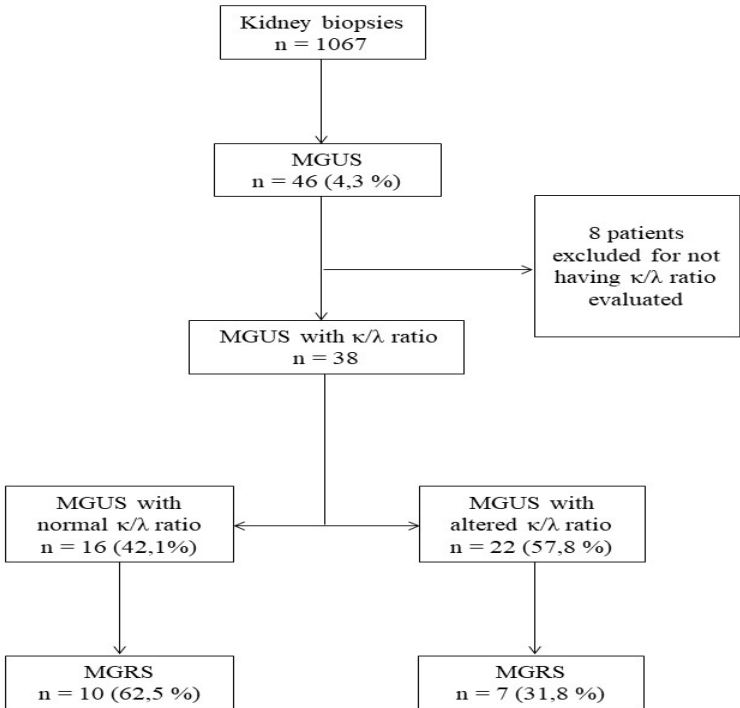 Kidney biopsies
n = 1067
MGUS
n = 46 (4,3 %)
8 patients
excluded for not
having κ/λ ratio
evaluated
MGUS with κ/λ ratio
n = 38
MGUS with
normal κ/λ ratio
n = 16 (42,1%)
MGUS with
altered κ/λ ratio
n = 22 (57,8 %)
MGRS
n = 10 (62,5 %)
MGRS
n = 7 (31,8 %)